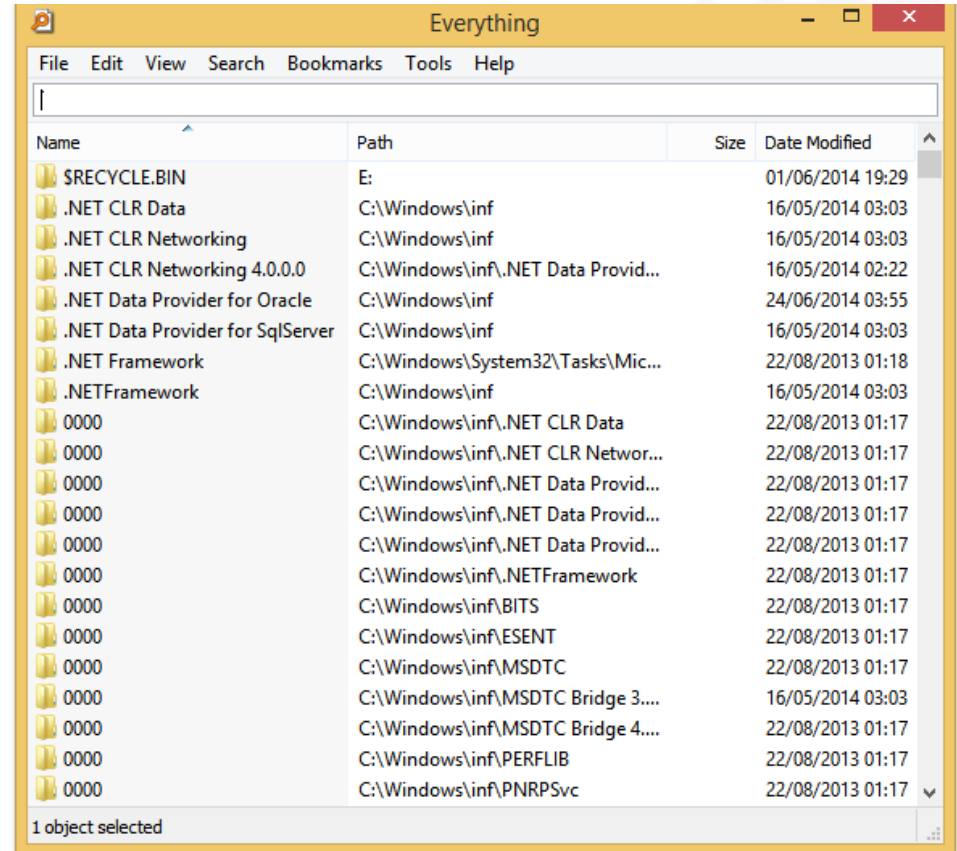 Everything
File Edit View Search Bookmarks Tools Help
Name Path Size Date Modified
$RECYCLE.BIN E: 01/06/2014 19:29
.NET CLR Data C:\Windows\inf 16/05/2014 03:03
.NET CLR Networking C:\Windows\inf 16/05/2014 03:03
.NET CLR Networking 4.0.0.0 C:\Windows\inf\.NET Data Provid... 16/05/2014 02:22
.NET Data Provider for Oracle C:\Windows\inf 24/06/2014 03:55
.NET Data Provider for SqlServer C:\Windows\inf 16/05/2014 03:03
.NET Framework C:\Windows\System32\Tasks\Mic... 22/08/2013 01:18
.NETFramework C:\Windows\inf 16/05/2014 03:03
0000 C:\Windows\inf\.NET CLR Data 22/08/2013 01:17
0000 C:\Windows\inf\.NET CLR Networ... 22/08/2013 01:17
0000 C:\Windows\inf\.NET Data Provid... 22/08/2013 01:17
0000 C:\Windows\inf\.NET Data Provid... 22/08/2013 01:17
0000 C:\Windows\inf\.NET Data Provid... 22/08/2013 01:17
0000 C:\Windows\inf\.NETFramework 22/08/2013 01:17
0000 C:\Windows\inf\BITS 22/08/2013 01:17
0000 C:\Windows\inf\ESENT 22/08/2013 01:17
0000 C:\Windows\inf\MSDTC 22/08/2013 01:17
0000 C:\Windows\inf\MSDTC Bridge 3.... 16/05/2014 03:03
0000 C:\Windows\inf\MSDTC Bridge 4.... 22/08/2013 01:17
0000 C:\Windows\inf\PERFLIB 22/08/2013 01:17
0000 C:\Windows\inf\PNRPSvc 22/08/2013 01:17
1 object selected